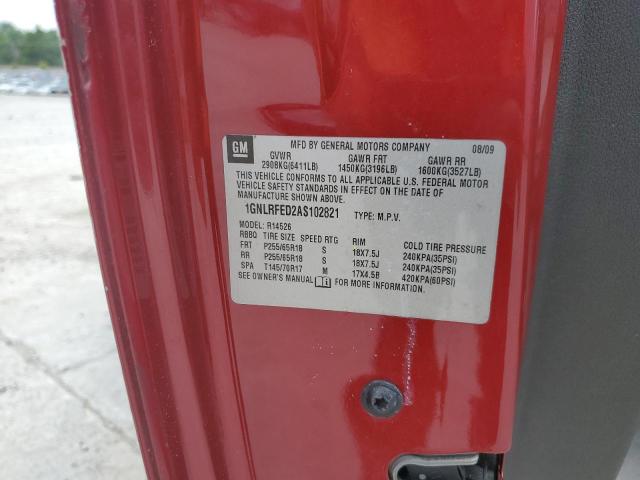 GM
MFD BY GENERAL MOTORS COMPANY 08/09
GVWR GAWR FRT GAWR RR
2908KG(6411LB) 1450KG(3196LB) 1600KG(3527LB)
THIS VEHICLE CONFORMS TO ALL APPLICABLE U.S. FEDERAL MOTOR
VEHICLE SAFETY STANDARDS IN EFFECT ON THE DATE OF
MANUFACTURE SHOWN ABOVE.
1GNLRFED2AS102821 TYPE: M.P.V.
MODEL: R14526
RBBQ TIRE SIZE SPEED RTG RIM COLD TIRE PRESSURE
FRT P255/65R18 S 18X7.5J 240KPA(35PSI)
RR P255/65R18 S 18X7.5J 240KPA(35PSI)
SPA T145/70R17 M 17X4.5B 420KPA(60PSI)
SEE OWNER'S MANUAL FOR MORE INFORMATION.